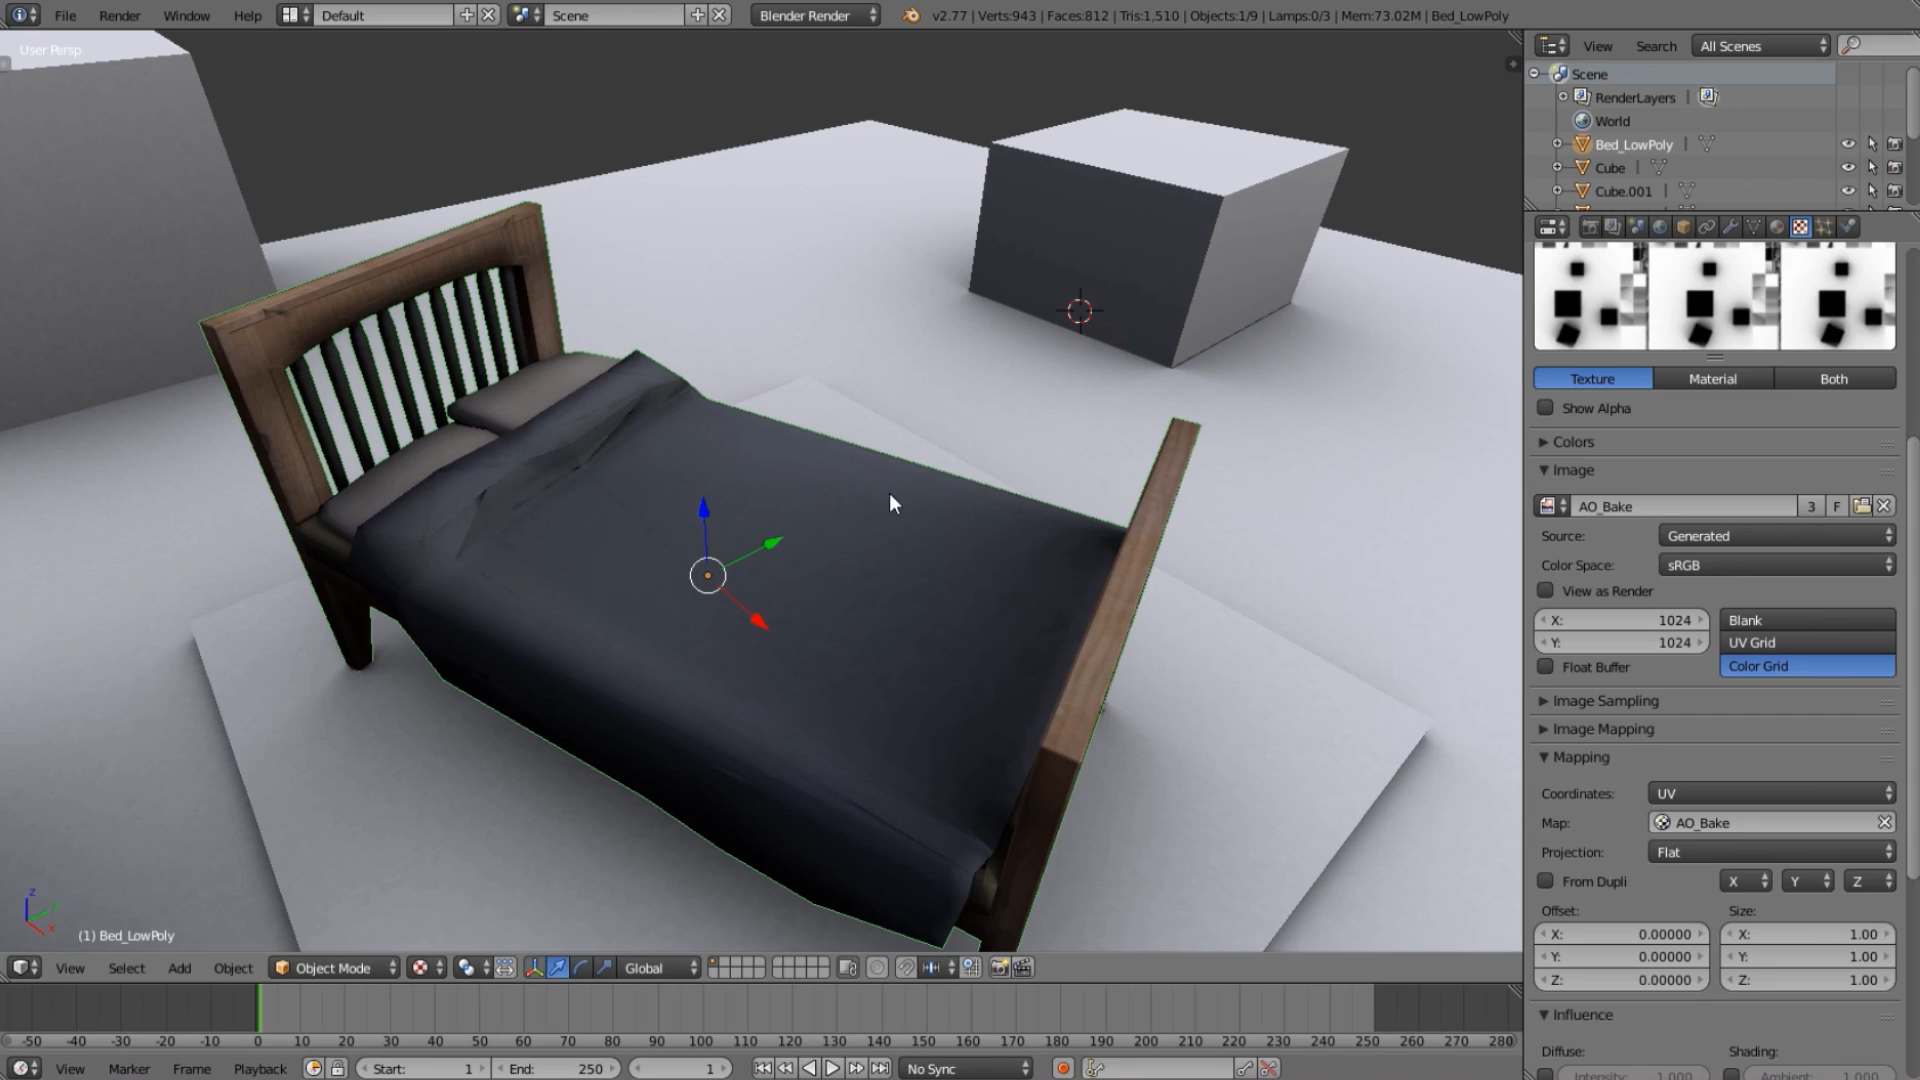 File Render Window Help Default Scene Blender Render v2.77 | Verts:943 | Faces:812 | Tris:1,510 | Objects:1/9 | Lamps:0/3 | Mem:73.02M | Bed_LowPoly
User Persp
View Search All Scenes
Scene
RenderLayers
World
Bed_LowPoly
Cube
Cube.001
Texture Material Both
Show Alpha
Colors
Image
AO_Bake 3 F
Source: Generated
Color Space: sRGB
View as Render
X: 1024 Blank
Y: 1024 UV Grid
Float Buffer Color Grid
Image Sampling
Image Mapping
Mapping
Coordinates: UV
Map: AO_Bake
Projection: Flat
From Dupli X Y Z
Offset: Size:
X: 0.00000 X: 1.00
Y: 0.00000 Y: 1.00
Z: 0.00000 Z: 1.00
Influence
Diffuse: Shading:
Intensity: 1.000 Ambient: 1.000
z
y
x
(1) Bed_LowPoly
View Select Add Object Object Mode Global
-50 -40 -30 -20 -10 0 10 20 30 40 50 60 70 80 90 100 110 120 130 140 150 160 170 180 190 200 210 220 230 240 250 260 270 280
View Marker Frame Playback Start: 1 End: 250 1 No Sync